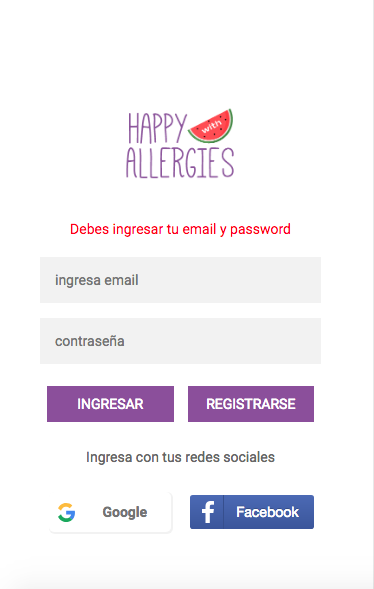 HAPPY with
ALLERGIES
Debes ingresar tu email y password
ingresa email
contraseña
INGRESAR REGISTRARSE
Ingresa con tus redes sociales
G Google f Facebook